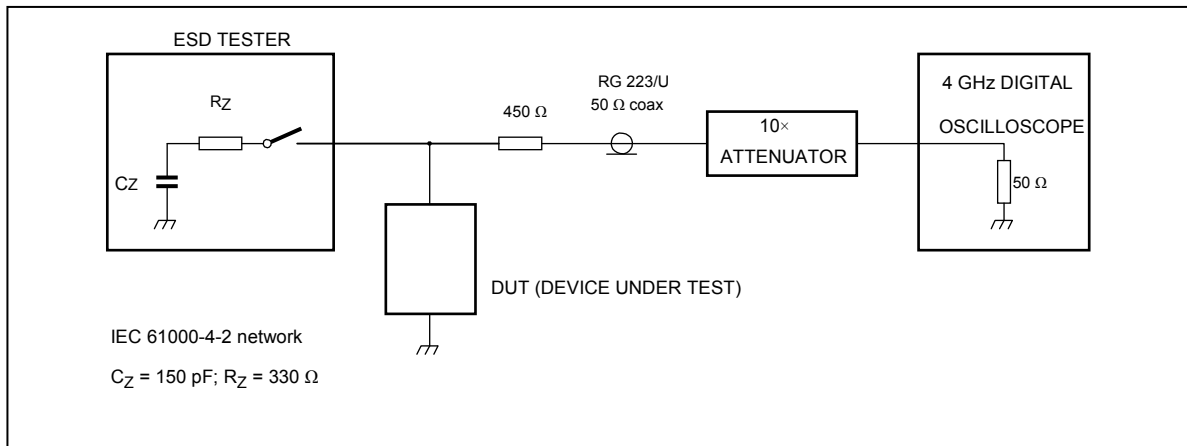 ESD TESTER
RZ
CZ
450 Ω
RG 223/U
50 Ω coax
10×
ATTENUATOR
4 GHz DIGITAL
OSCILLOSCOPE
50 Ω
DUT (DEVICE UNDER TEST)
IEC 61000-4-2 network
CZ = 150 pF; RZ = 330 Ω